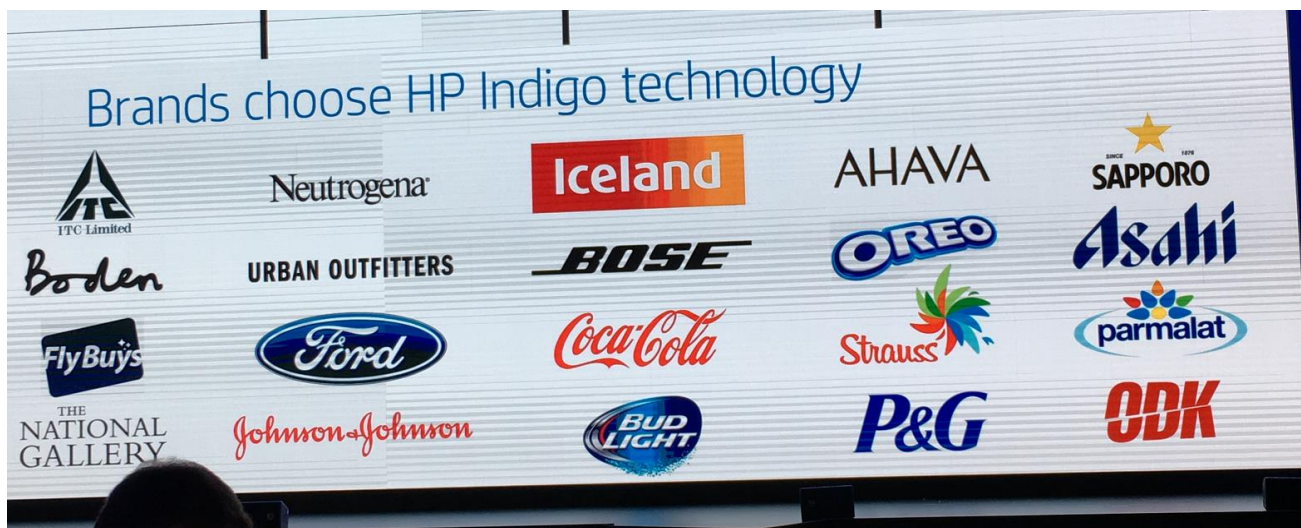 Brands choose HP Indigo technology
ITC
ITC Limited
Neutrogena
Iceland
AHAVA
SINCE 1876
SAPPORO
Boden
URBAN OUTFITTERS
BOSE
OREO
Asahi
FlyBuys
Ford
Coca-Cola
Strauss
parmalat
THE
NATIONAL
GALLERY
Johnson & Johnson
BUD
LIGHT
P&G
ODK